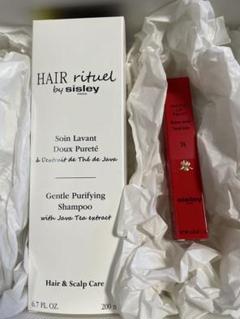 HAIR rituel
by sisley
PARIS
Soin Lavant
Doux Pureté
à l'extrait de Thé de Java
Gentle Purifying
Shampoo
with Java Tea extract
Hair & Scalp Care
6.7 FL OZ.
200 m
sisley